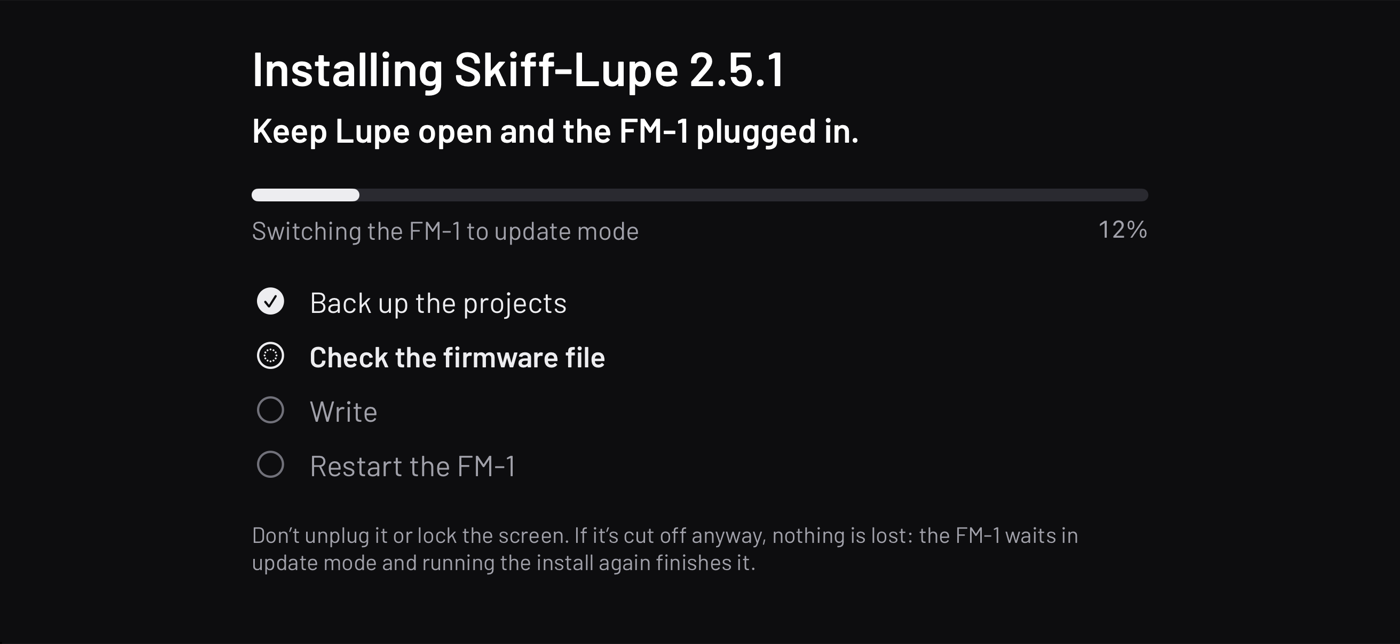 Installing Skiff-Lupe 2.5.1
Keep Lupe open and the FM-1 plugged in.
Switching the FM-1 to update mode
12%
Back up the projects
Check the firmware file
Write
Restart the FM-1
Don’t unplug it or lock the screen. If it’s cut off anyway, nothing is lost: the FM-1 waits in
update mode and running the install again finishes it.